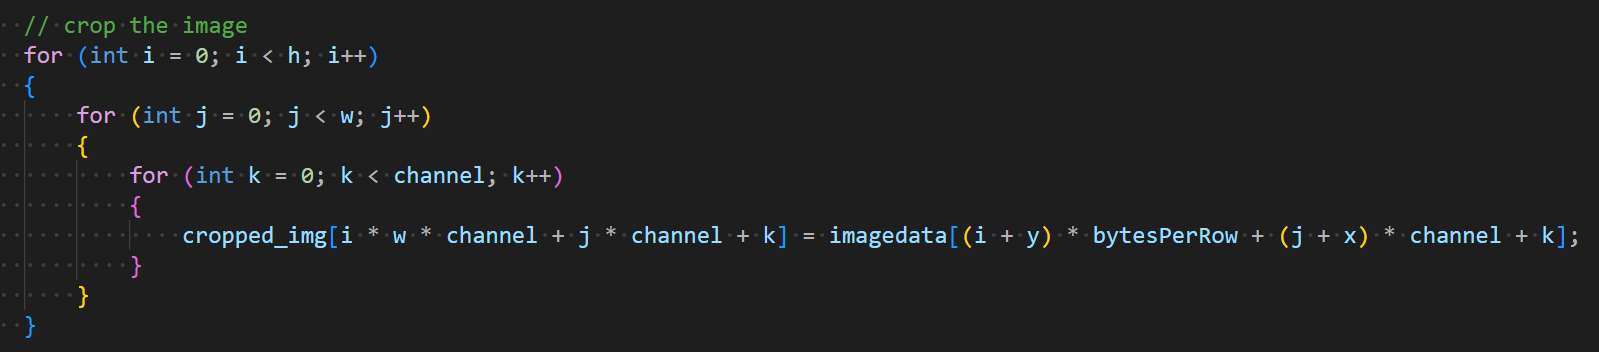 // crop the image
for (int i = 0; i < h; i++)
{
for (int j = 0; j < w; j++)
{
for (int k = 0; k < channel; k++)
{
cropped_img[i * w * channel + j * channel + k] = imagedata[(i + y) * bytesPerRow + (j + x) * channel + k];
}
}
}